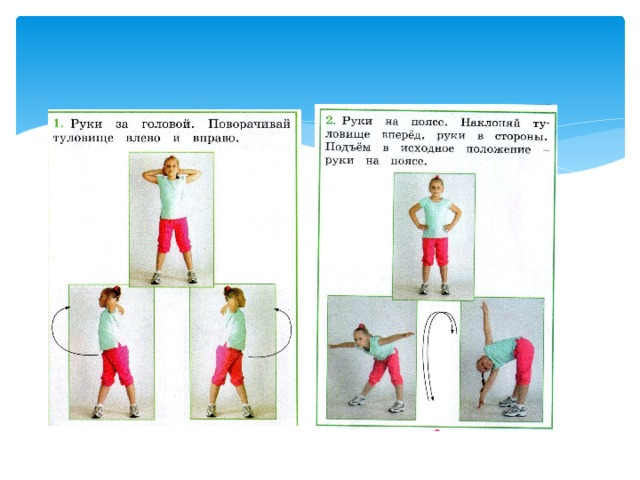 1. Руки за головой. Поворачивай
туловище влево и вправо.
2. Руки на поясе. Наклоняй ту-
ловище вперёд, руки в стороны.
Подъём в исходное положение –
руки на поясе.